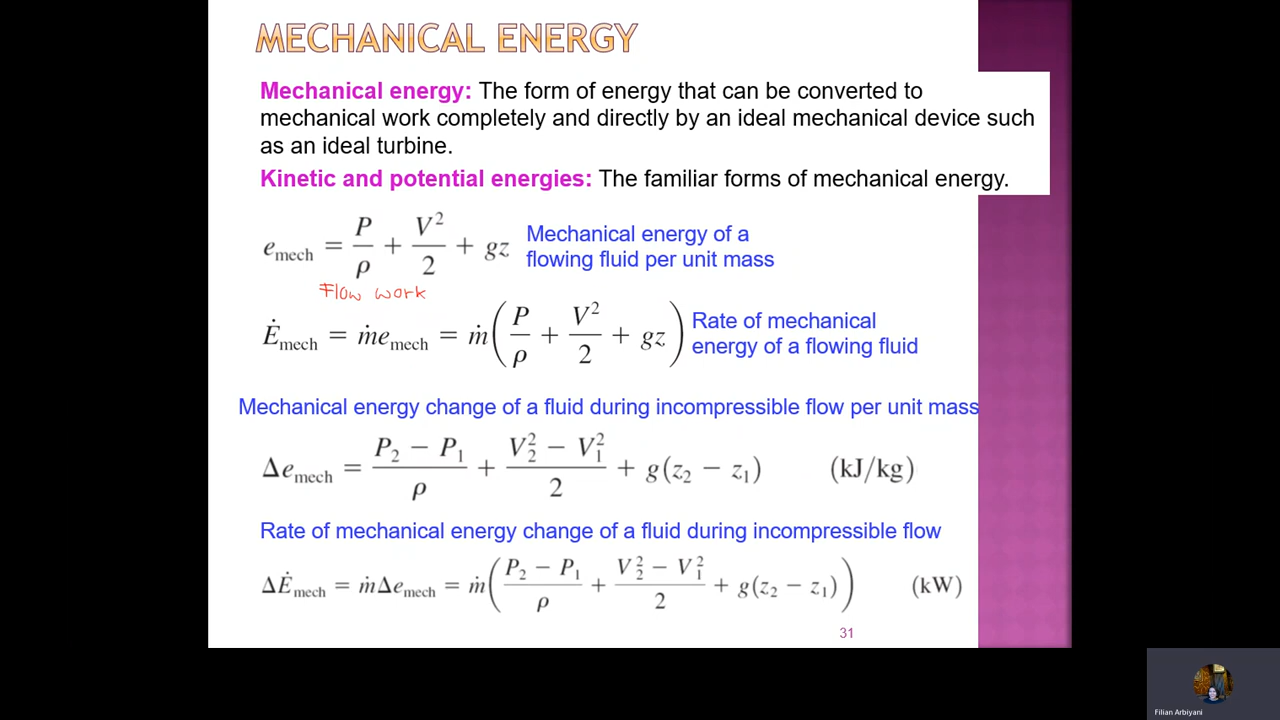 MECHANICAL ENERGY
Mechanical energy: The form of energy that can be converted to
mechanical work completely and directly by an ideal mechanical device such
as an ideal turbine.
Kinetic and potential energies: The familiar forms of mechanical energy.
e_mech = P/ρ + V²/2 + gz Mechanical energy of a
flowing fluid per unit mass
Flow work
Ė_mech = ṁe_mech = ṁ(P/ρ + V²/2 + gz) Rate of mechanical
energy of a flowing fluid
Mechanical energy change of a fluid during incompressible flow per unit mass
Δe_mech = (P₂ − P₁)/ρ + (V₂² − V₁²)/2 + g(z₂ − z₁) (kJ/kg)
Rate of mechanical energy change of a fluid during incompressible flow
ΔĖ_mech = ṁΔe_mech = ṁ((P₂ − P₁)/ρ + (V₂² − V₁²)/2 + g(z₂ − z₁)) (kW)
31
Filian Arbiyani